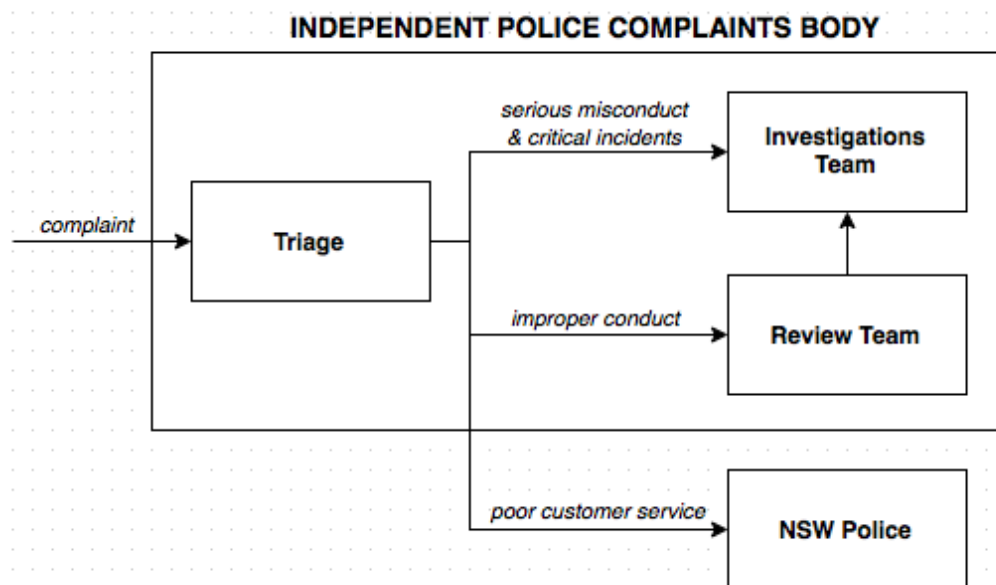 INDEPENDENT POLICE COMPLAINTS BODY
serious misconduct
& critical incidents
Investigations
Team
complaint
Triage
improper conduct
Review Team
poor customer service
NSW Police